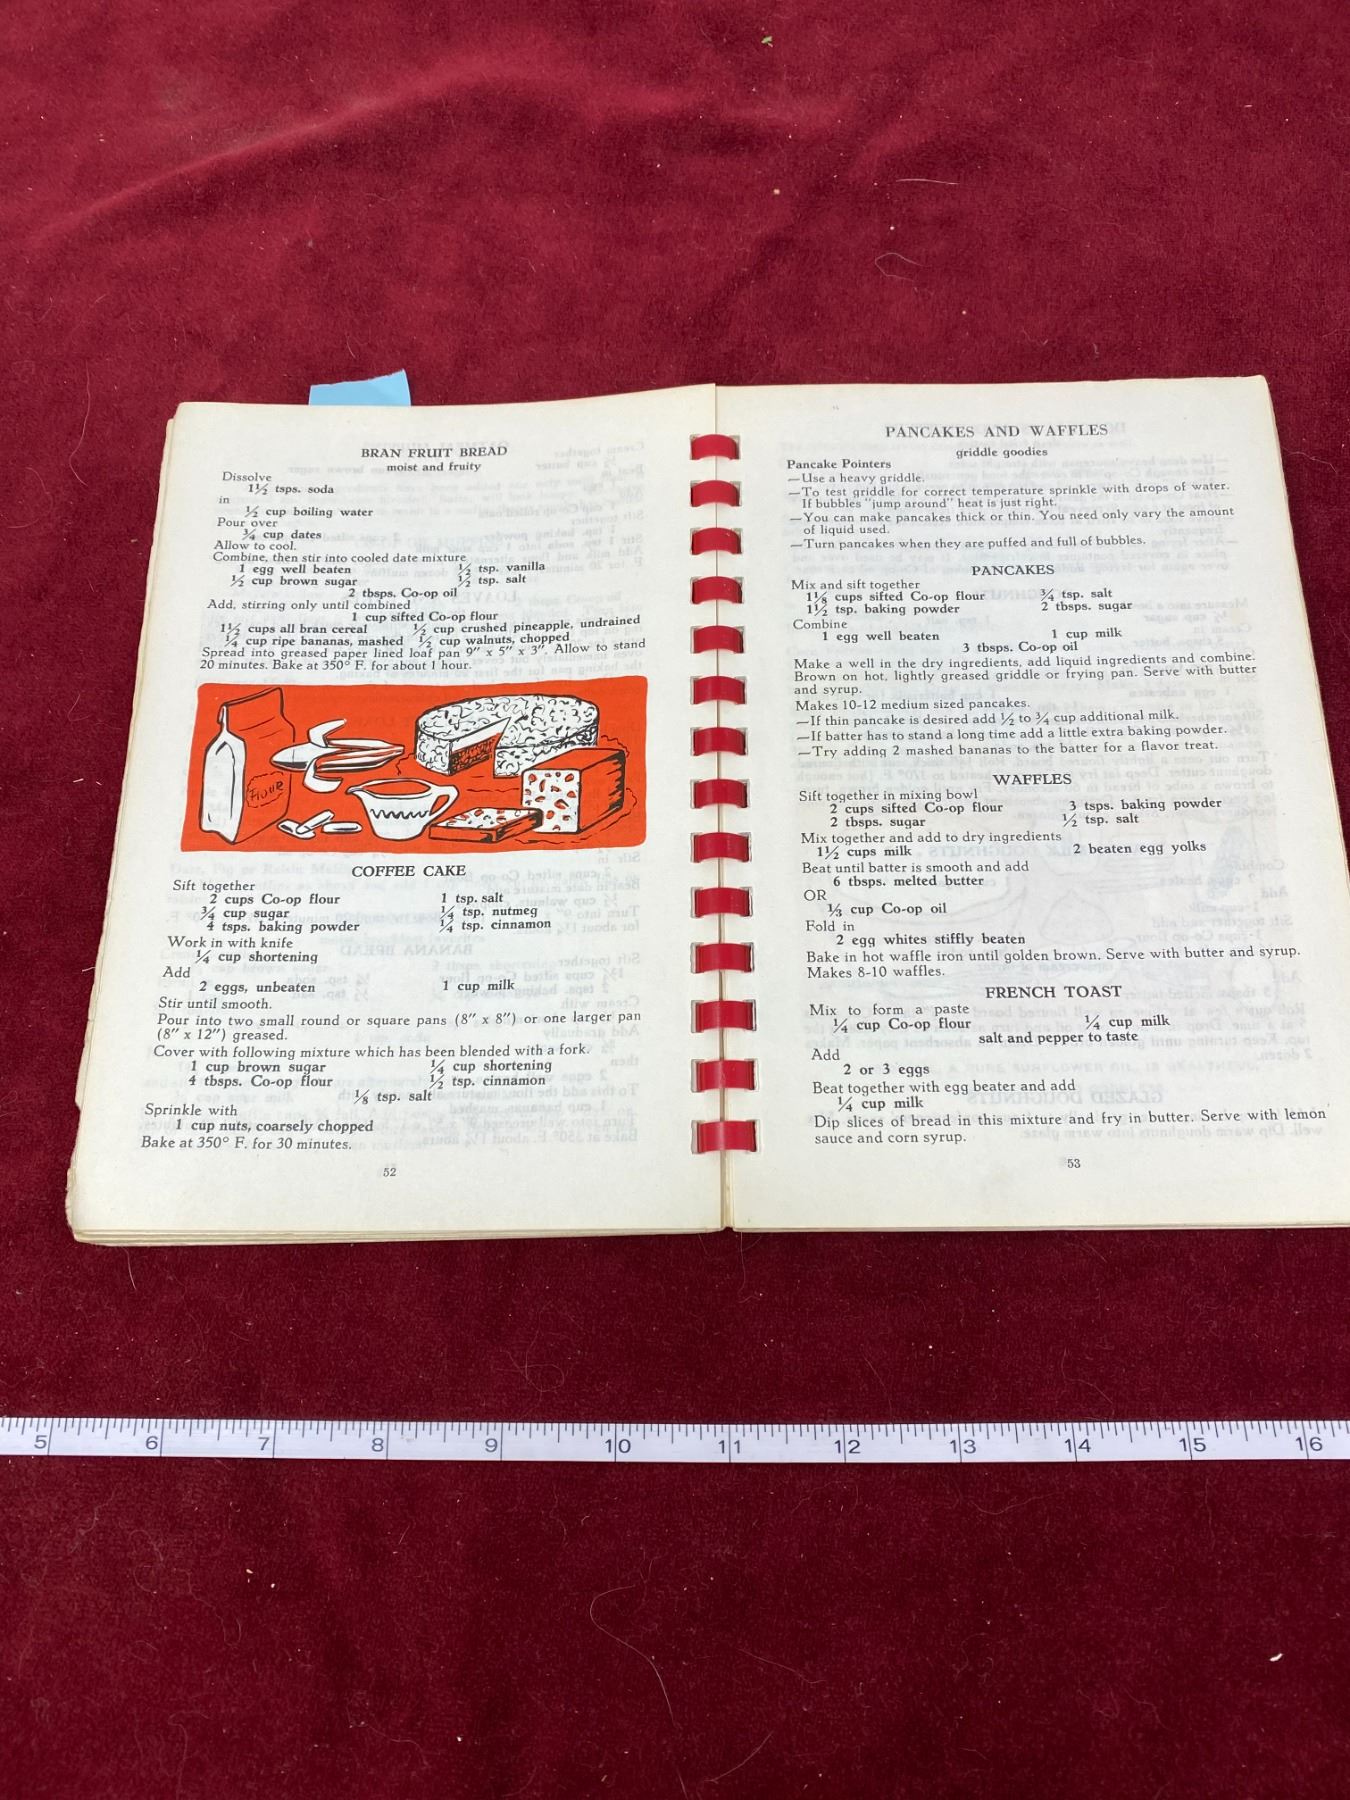 BRAN FRUIT BREAD
moist and fruity
Dissolve
1½ tsps. soda
in
½ cup boiling water
Pour over
¾ cup dates
Allow to cool.
Combine, then stir into cooled date mixture
1 egg well beaten ½ tsp. vanilla
½ cup brown sugar ½ tsp. salt
2 tbsps. Co-op oil
Add, stirring only until combined
1 cup sifted Co-op flour
1½ cups all bran cereal ½ cup crushed pineapple, undrained
¼ cup ripe bananas, mashed ½ cup walnuts, chopped
Spread into greased paper lined loaf pan 9" x 5" x 3". Allow to stand
20 minutes. Bake at 350° F. for about 1 hour.
Flour
COFFEE CAKE
Sift together
2 cups Co-op flour 1 tsp. salt
¾ cup sugar ¼ tsp. nutmeg
4 tsps. baking powder ¼ tsp. cinnamon
Work in with knife
¼ cup shortening
Add
2 eggs, unbeaten 1 cup milk
Stir until smooth.
Pour into two small round or square pans (8" x 8") or one larger pan
(8" x 12") greased.
Cover with following mixture which has been blended with a fork.
1 cup brown sugar ¼ cup shortening
4 tbsps. Co-op flour ½ tsp. cinnamon
⅛ tsp. salt
Sprinkle with
1 cup nuts, coarsely chopped
Bake at 350° F. for 30 minutes.
52
PANCAKES AND WAFFLES
griddle goodies
Pancake Pointers
—Use a heavy griddle.
—To test griddle for correct temperature sprinkle with drops of water.
If bubbles "jump around" heat is just right.
—You can make pancakes thick or thin. You need only vary the amount
of liquid used.
—Turn pancakes when they are puffed and full of bubbles.
PANCAKES
Mix and sift together
1⅛ cups sifted Co-op flour ¾ tsp. salt
1½ tsp. baking powder 2 tbsps. sugar
Combine
1 egg well beaten 1 cup milk
3 tbsps. Co-op oil
Make a well in the dry ingredients, add liquid ingredients and combine.
Brown on hot, lightly greased griddle or frying pan. Serve with butter
and syrup.
Makes 10-12 medium sized pancakes.
—If thin pancake is desired add ½ to ¾ cup additional milk.
—If batter has to stand a long time add a little extra baking powder.
—Try adding 2 mashed bananas to the batter for a flavor treat.
WAFFLES
Sift together in mixing bowl
2 cups sifted Co-op flour 3 tsps. baking powder
2 tbsps. sugar ½ tsp. salt
Mix together and add to dry ingredients
1½ cups milk 2 beaten egg yolks
Beat until batter is smooth and add
6 tbsps. melted butter
OR
⅓ cup Co-op oil
Fold in
2 egg whites stiffly beaten
Bake in hot waffle iron until golden brown. Serve with butter and syrup.
Makes 8-10 waffles.
FRENCH TOAST
Mix to form a paste
¼ cup Co-op flour ¼ cup milk
salt and pepper to taste
Add
2 or 3 eggs
Beat together with egg beater and add
¼ cup milk
Dip slices of bread in this mixture and fry in butter. Serve with lemon
sauce and corn syrup.
53
5 6 7 8 9 10 11 12 13 14 15 16